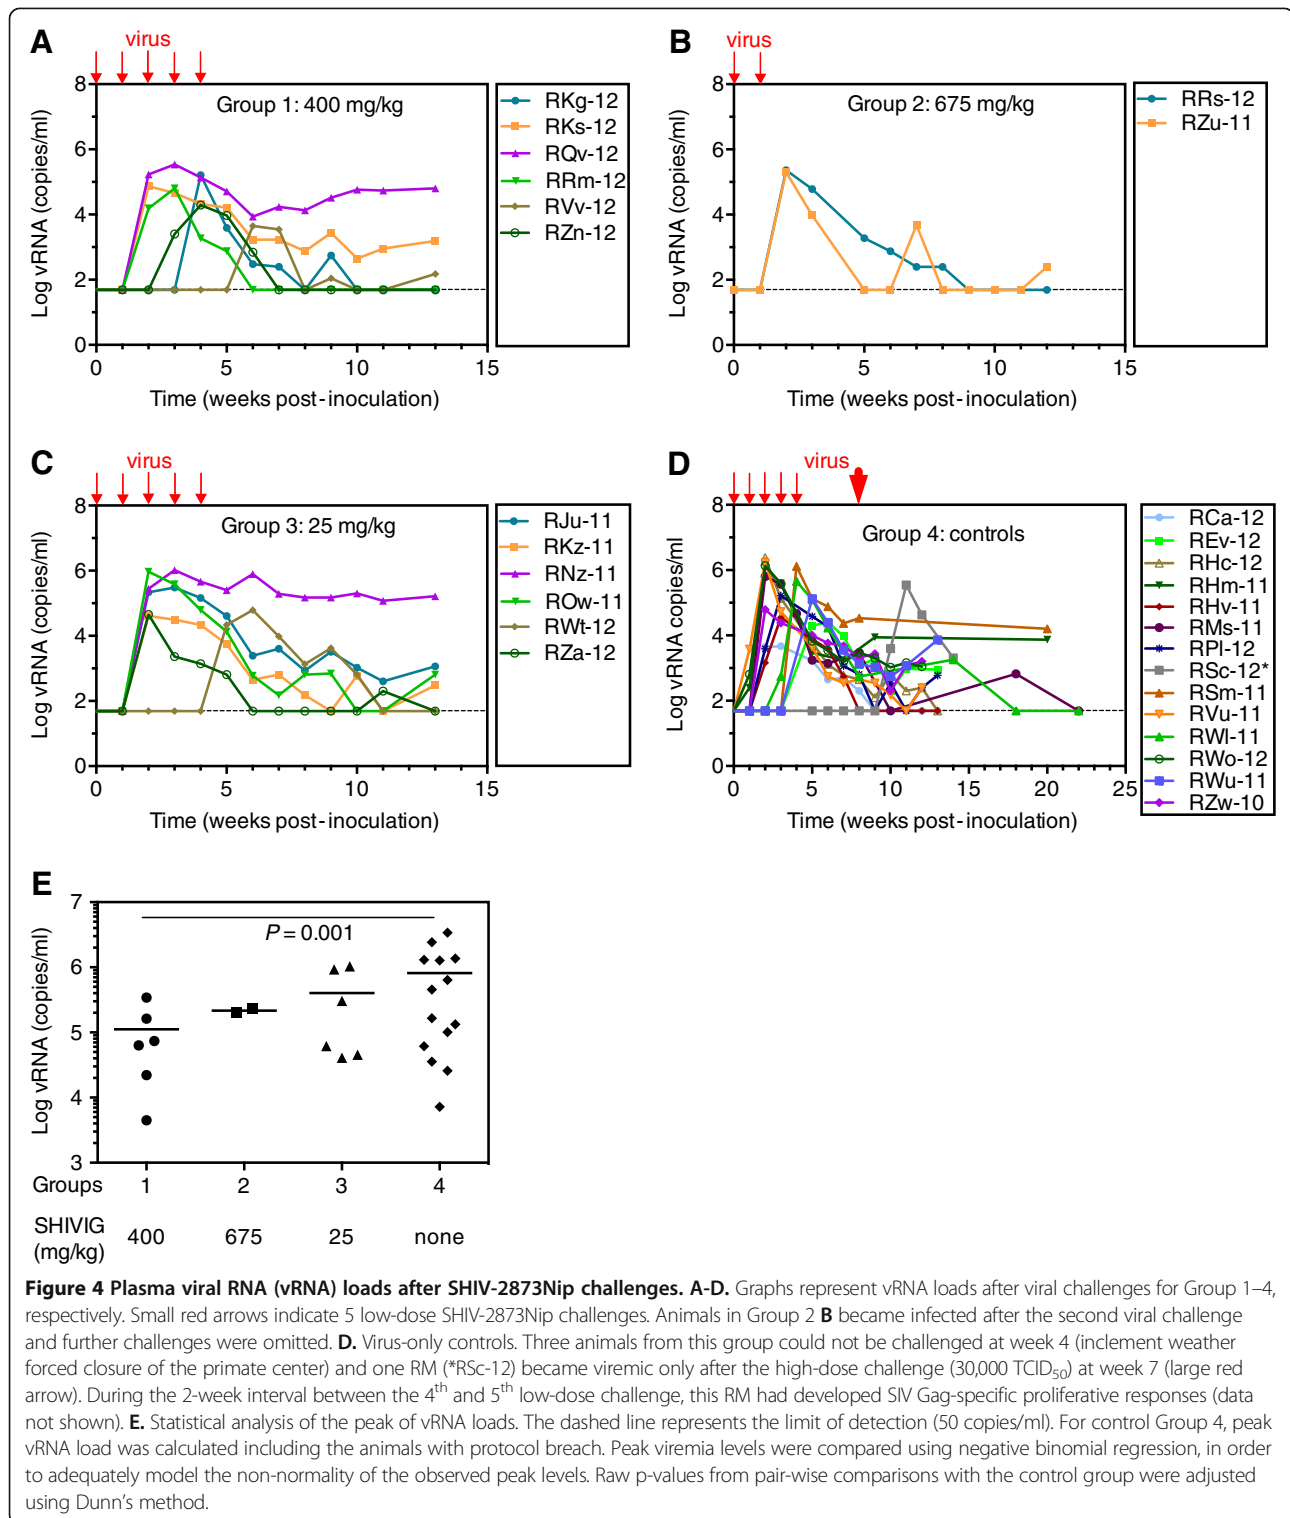 A
virus
8
6
4
2
0
Log vRNA (copies/ml)
Group 1: 400 mg/kg
0 5 10 15
Time (weeks post-inoculation)
RKg-12
RKs-12
RQv-12
RRm-12
RVv-12
RZn-12
B
virus
8
6
4
2
0
Log vRNA (copies/ml)
Group 2: 675 mg/kg
0 5 10 15
Time (weeks post-inoculation)
RRs-12
RZu-11
C
virus
8
6
4
2
0
Log vRNA (copies/ml)
Group 3: 25 mg/kg
0 5 10 15
Time (weeks post-inoculation)
RJu-11
RKz-11
RNz-11
ROw-11
RWt-12
RZa-12
D
virus
8
6
4
2
0
Log vRNA copies/ml
Group 4: controls
0 5 10 15 20 25
Time (weeks post-inoculation)
RCa-12
REv-12
RHc-12
RHm-11
RHv-11
RMs-11
RPl-12
RSc-12*
RSm-11
RVu-11
RWl-11
RWo-12
RWu-11
RZw-10
E
7
6
5
4
3
Log vRNA (copies/ml)
P = 0.001
Groups 1 2 3 4
SHIVIG
(mg/kg) 400 675 25 none
Figure 4 Plasma viral RNA (vRNA) loads after SHIV-2873Nip challenges. A-D. Graphs represent vRNA loads after viral challenges for Group 1–4,
respectively. Small red arrows indicate 5 low-dose SHIV-2873Nip challenges. Animals in Group 2 B became infected after the second viral challenge
and further challenges were omitted. D. Virus-only controls. Three animals from this group could not be challenged at week 4 (inclement weather
forced closure of the primate center) and one RM (*RSc-12) became viremic only after the high-dose challenge (30,000 TCID50) at week 7 (large red
arrow). During the 2-week interval between the 4th and 5th low-dose challenge, this RM had developed SIV Gag-specific proliferative responses (data
not shown). E. Statistical analysis of the peak of vRNA loads. The dashed line represents the limit of detection (50 copies/ml). For control Group 4, peak
vRNA load was calculated including the animals with protocol breach. Peak viremia levels were compared using negative binomial regression, in order
to adequately model the non-normality of the observed peak levels. Raw p-values from pair-wise comparisons with the control group were adjusted
using Dunn's method.